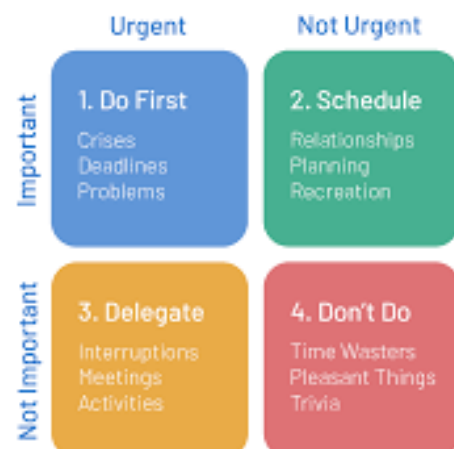 Urgent
Not Urgent
Important
1. Do First
Crises
Deadlines
Problems
2. Schedule
Relationships
Planning
Recreation
Not Important
3. Delegate
Interruptions
Meetings
Activities
4. Don't Do
Time Wasters
Pleasant Things
Trivia